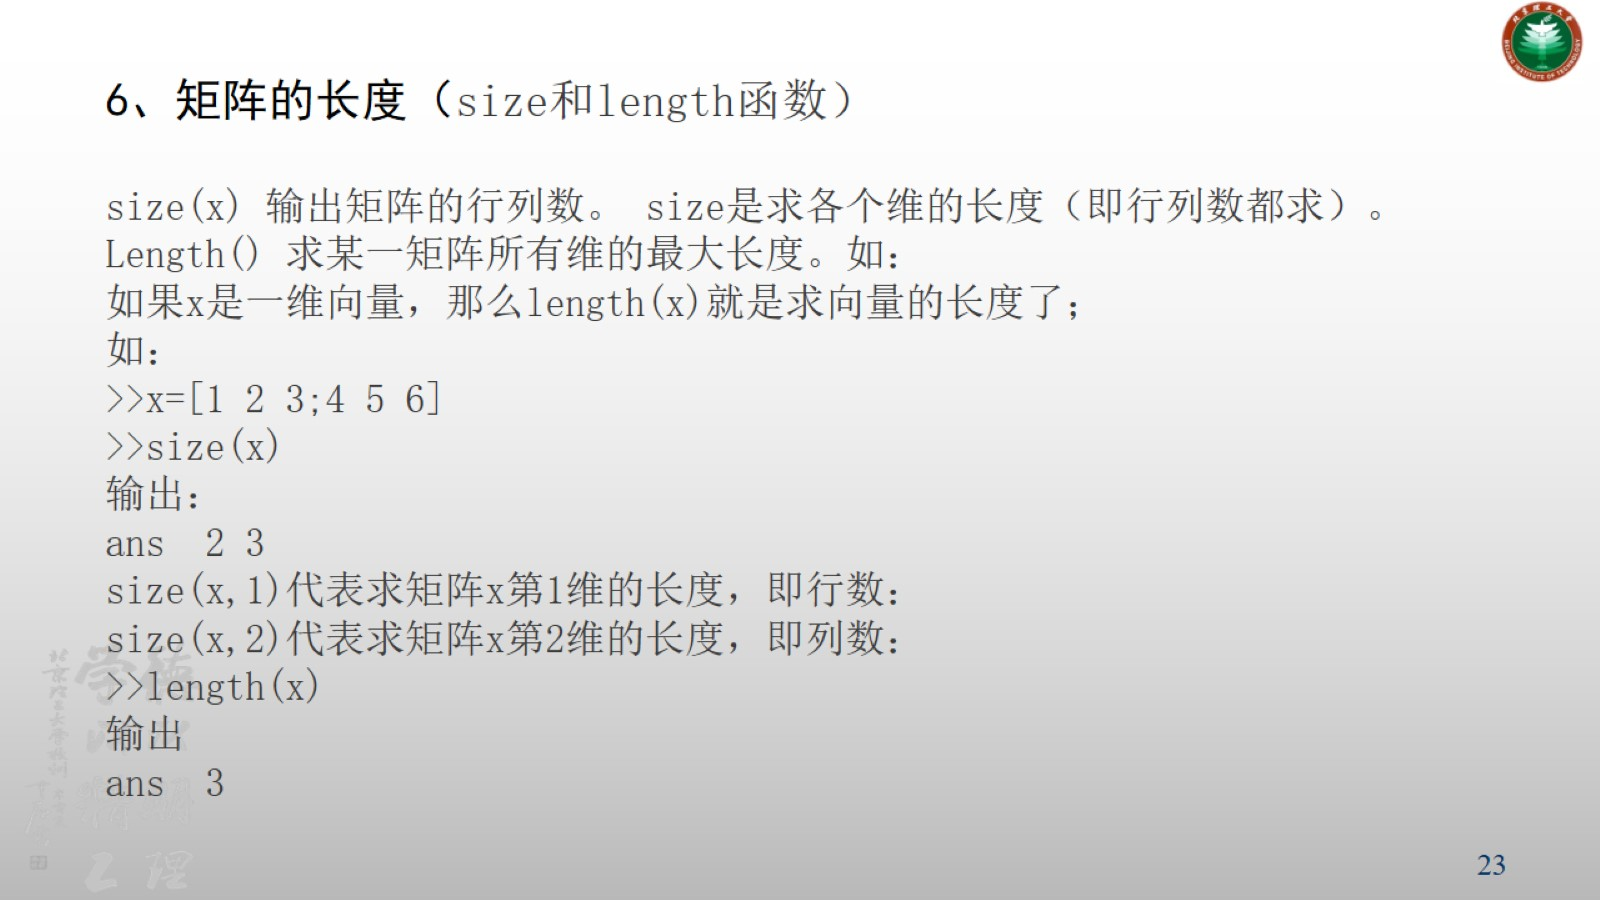 6、矩阵的长度（size和length函数）
size(x) 输出矩阵的行列数。 size是求各个维的长度（即行列数都求）。
Length() 求某一矩阵所有维的最大长度。如：
如果x是一维向量，那么length(x)就是求向量的长度了；
如：
>>x=[1 2 3;4 5 6]
>>size(x)
输出：
ans  2 3
size(x,1)代表求矩阵x第1维的长度，即行数：
size(x,2)代表求矩阵x第2维的长度，即列数：
>>length(x)
输出
ans  3
23